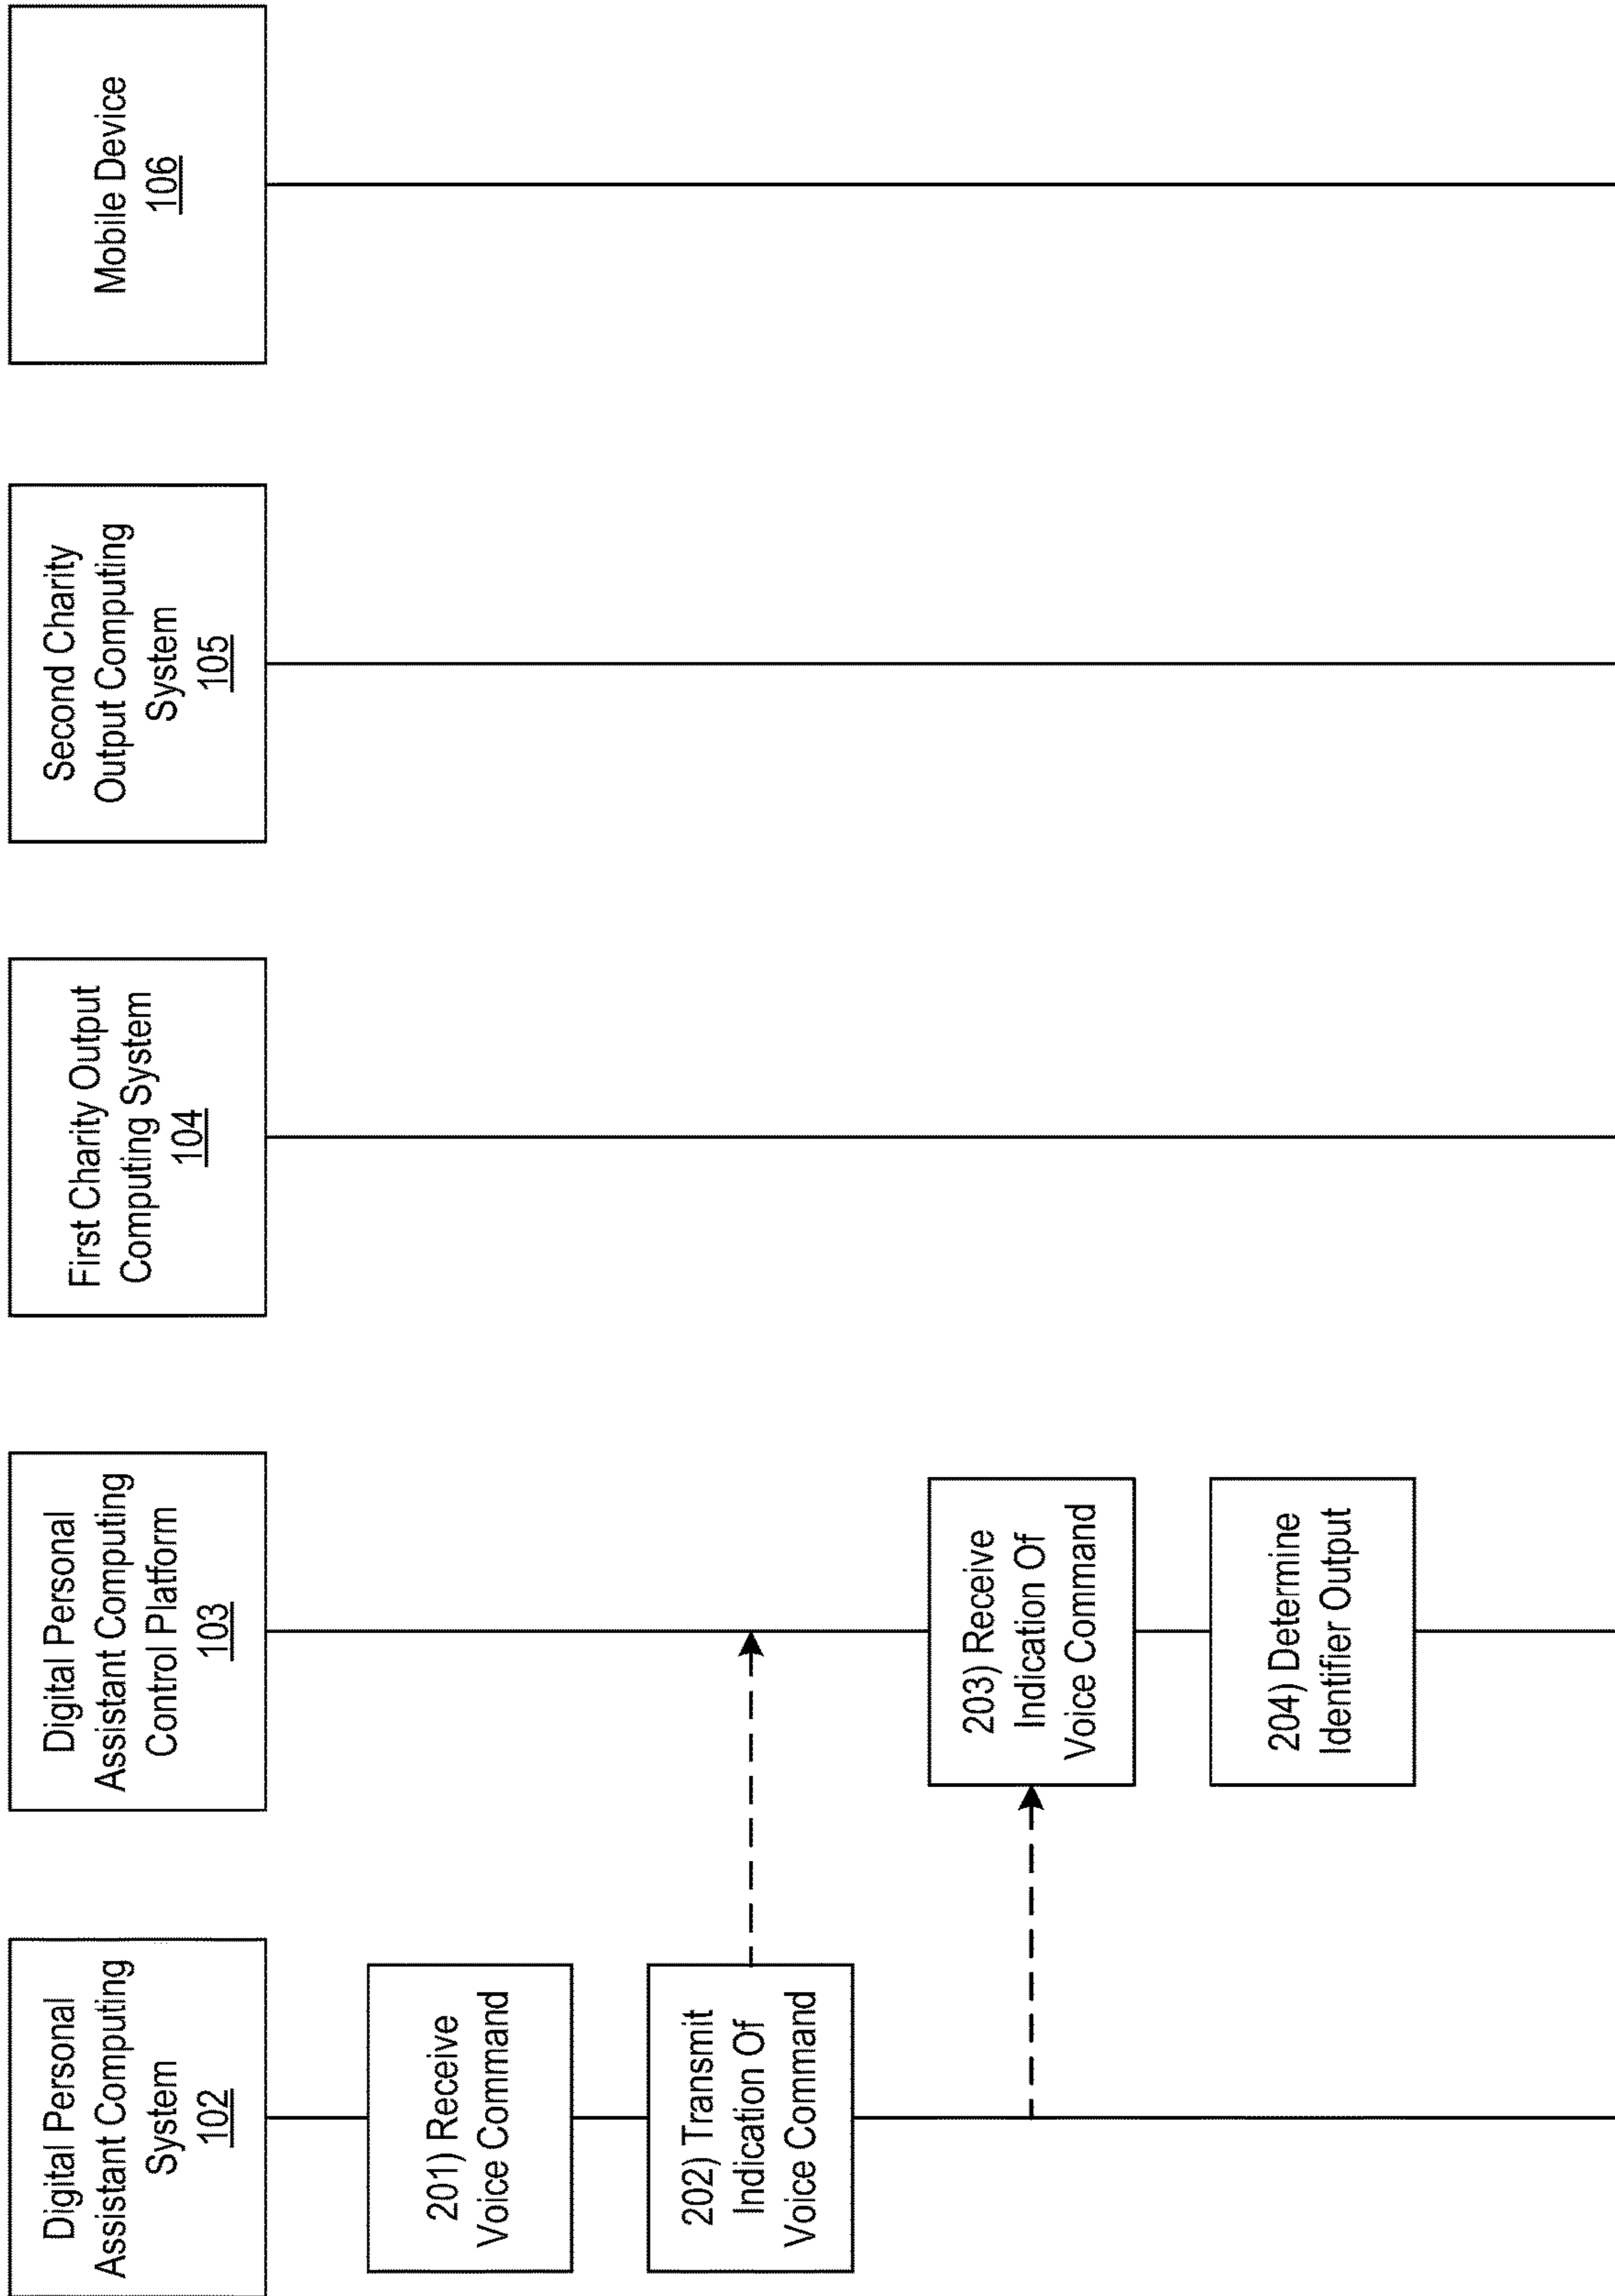 Digital Personal
Assistant Computing
System
102
Digital Personal
Assistant Computing
Control Platform
103
First Charity Output
Computing System
104
Second Charity
Output Computing
System
105
Mobile Device
106
201) Receive
Voice Command
202) Transmit
Indication Of
Voice Command
203) Receive
Indication Of
Voice Command
204) Determine
Identifier Output